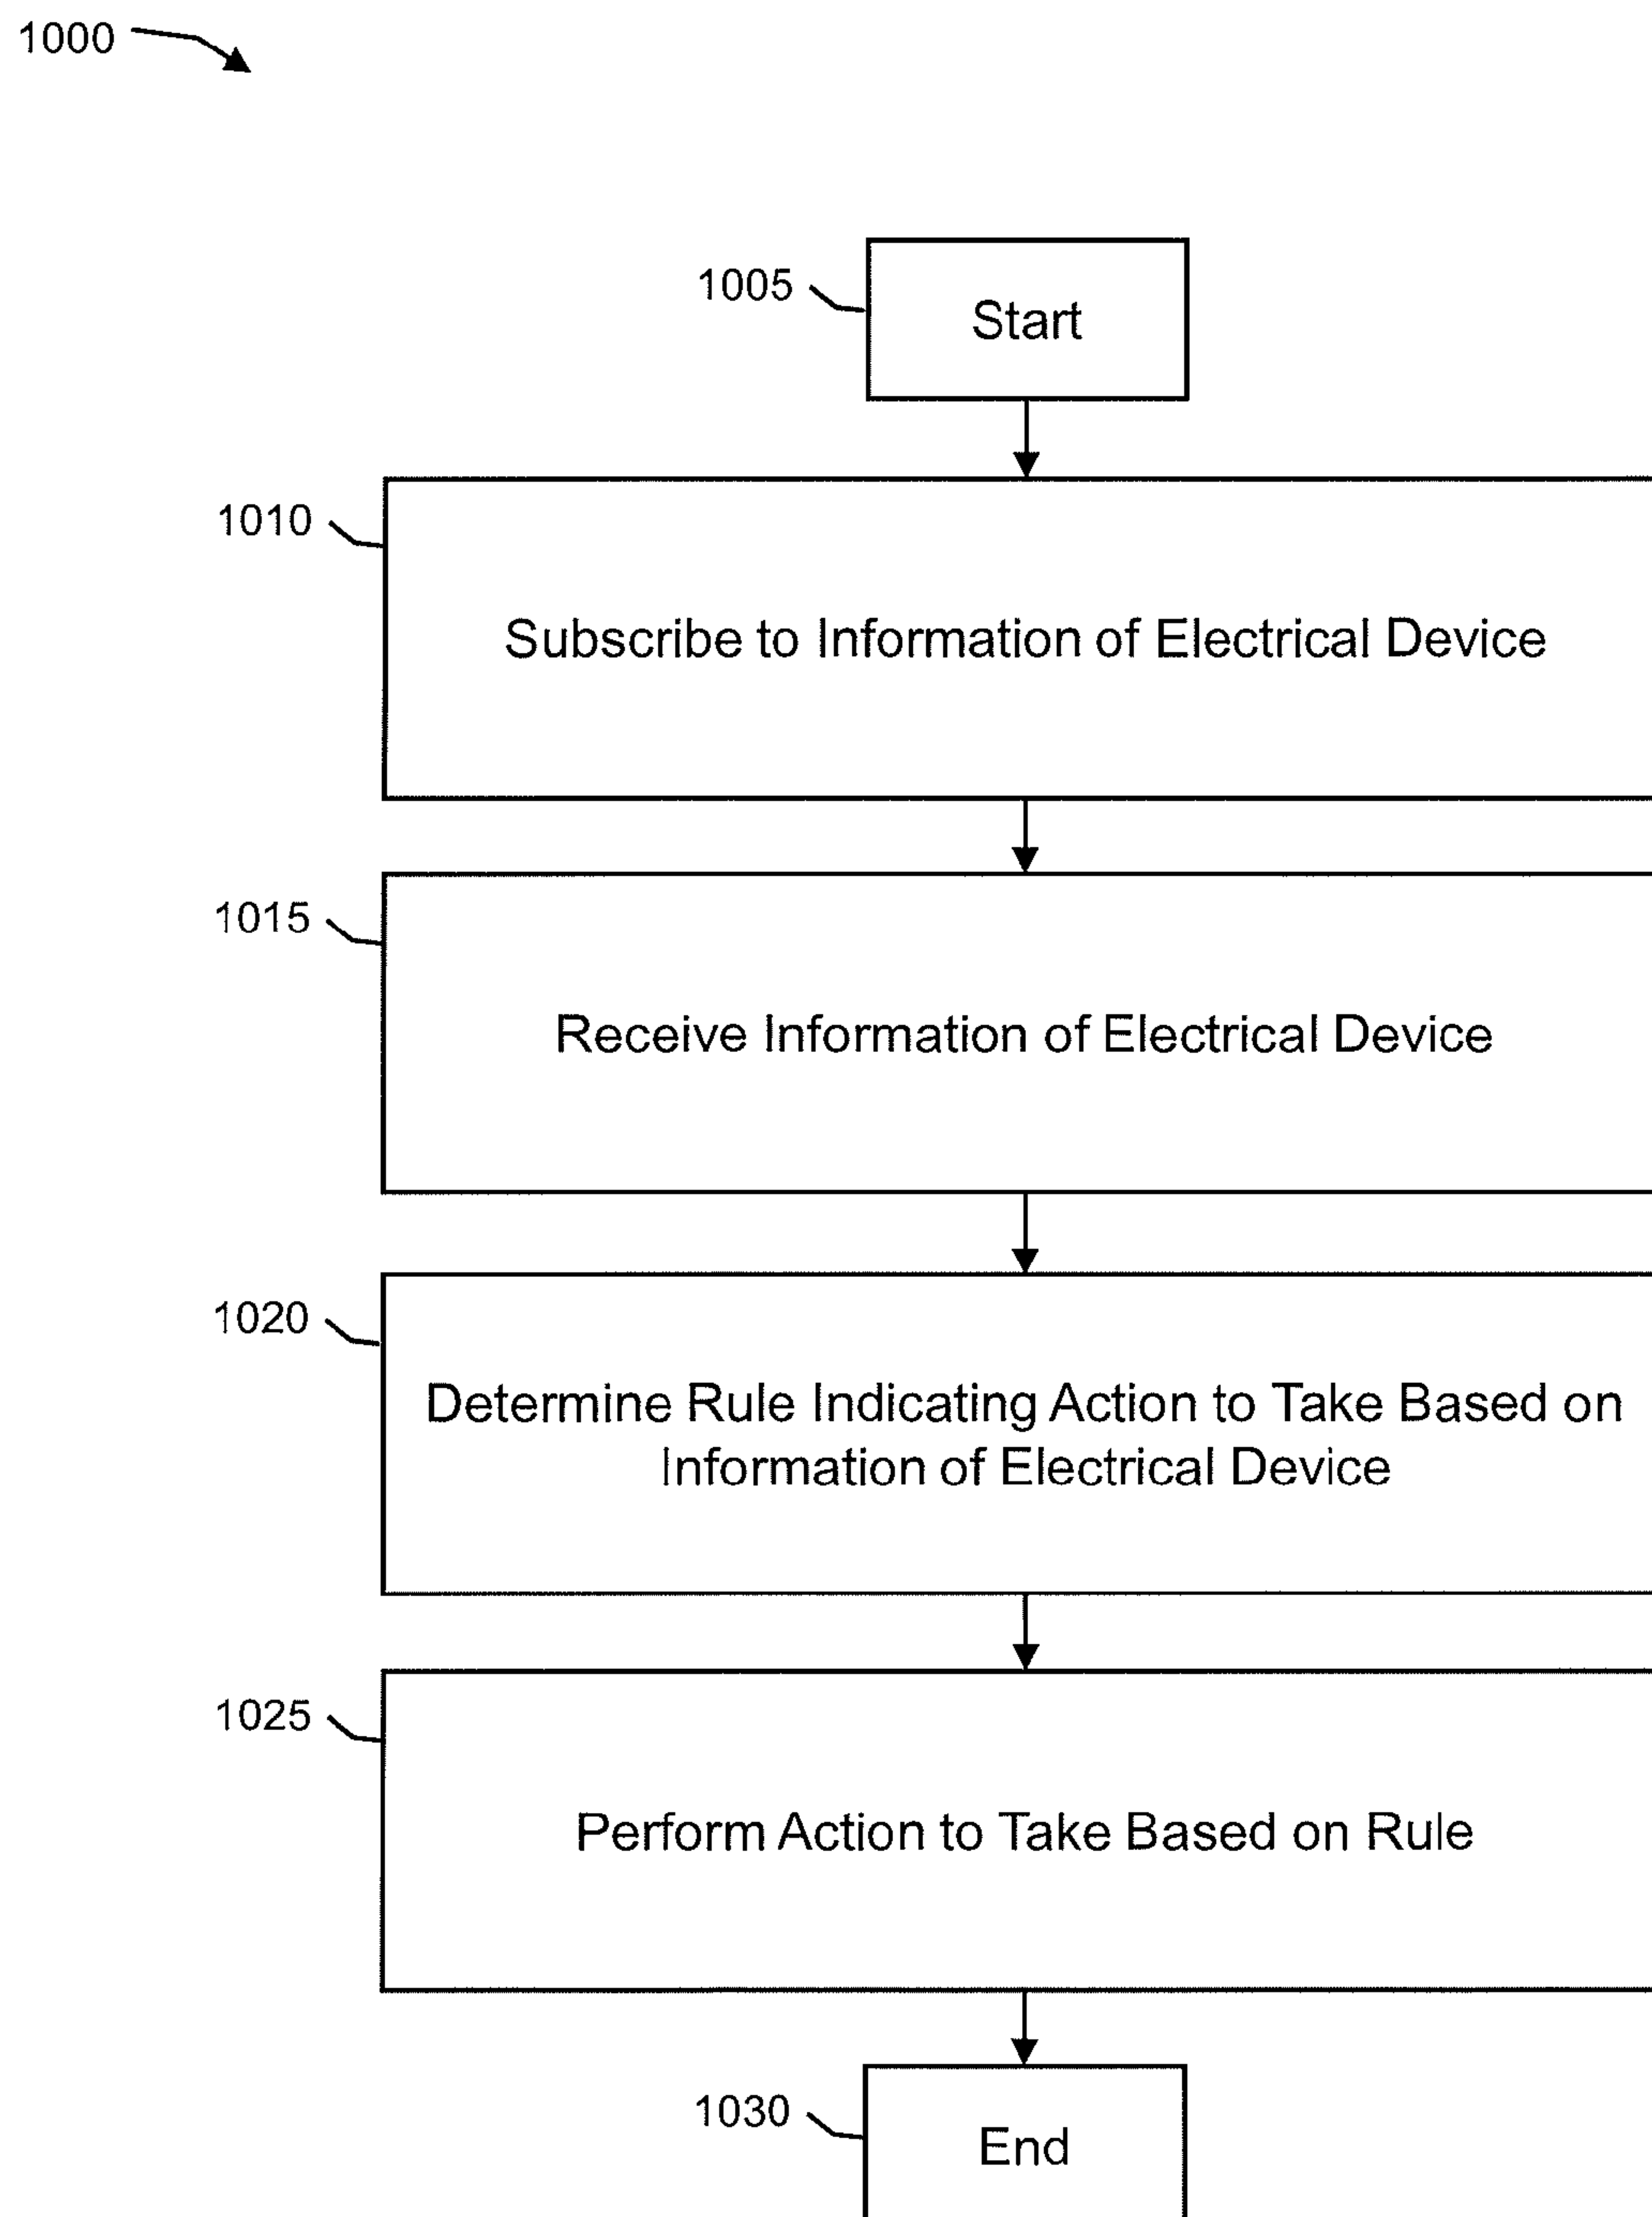 1000
1005
Start
1010
Subscribe to Information of Electrical Device
1015
Receive Information of Electrical Device
1020
Determine Rule Indicating Action to Take Based on
Information of Electrical Device
1025
Perform Action to Take Based on Rule
1030
End